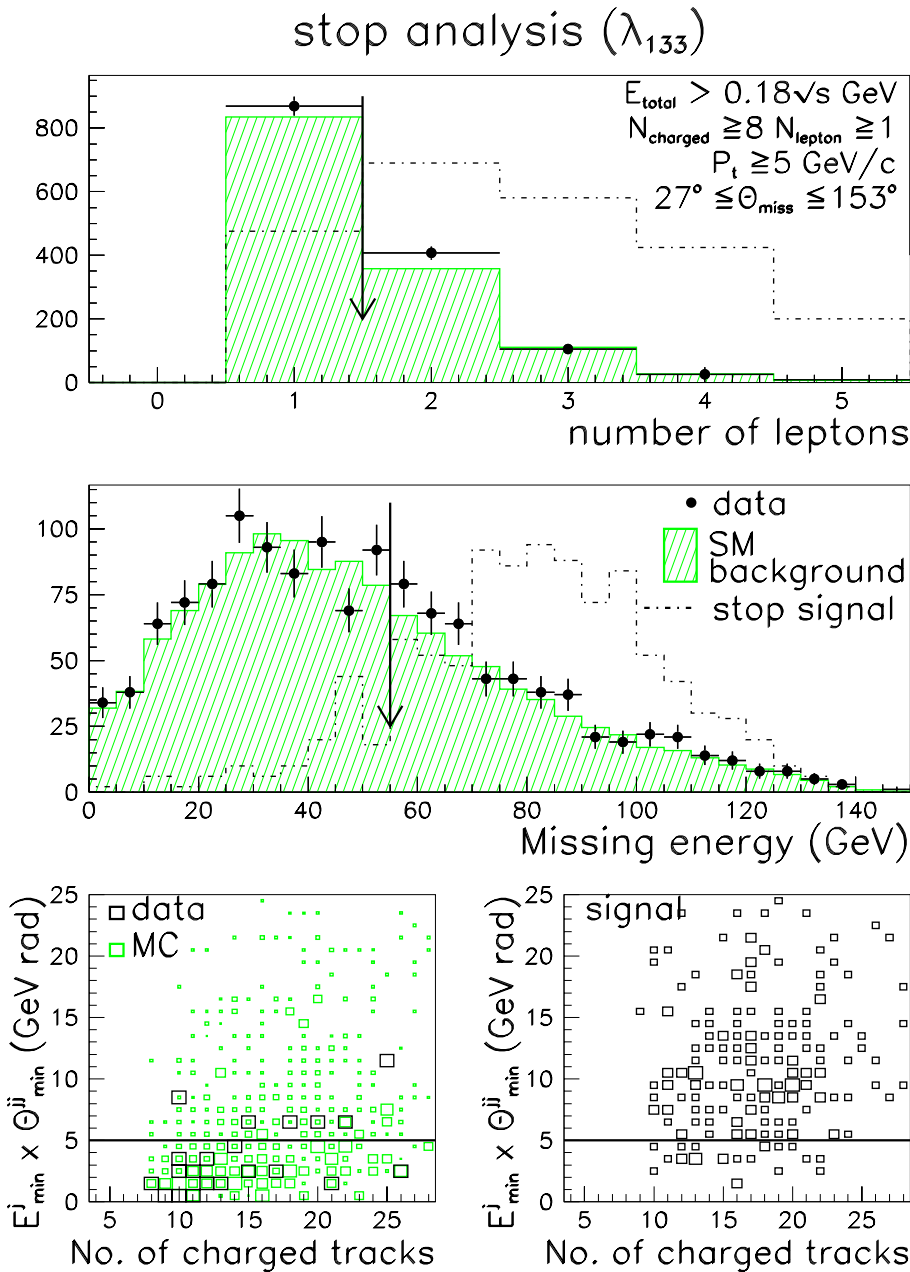 stop analysis (λ₁₃₃)
E_total > 0.18√s GeV
N_charged ≧8 N_lepton ≧1
P_t ≧5 GeV/c
27° ≦Θ_miss ≦153°
800
600
400
200
0
0 1 2 3 4 5
number of leptons
data
SM
background
stop signal
100
75
50
25
0
0 20 40 60 80 100 120 140
Missing energy (GeV)
E^j_min x Θ^jj_min (GeV rad)
25
20
15
10
5
0
data
MC
5 10 15 20 25
No. of charged tracks
E^j_min x Θ^jj_min (GeV rad)
25
20
15
10
5
0
signal
5 10 15 20 25
No. of charged tracks